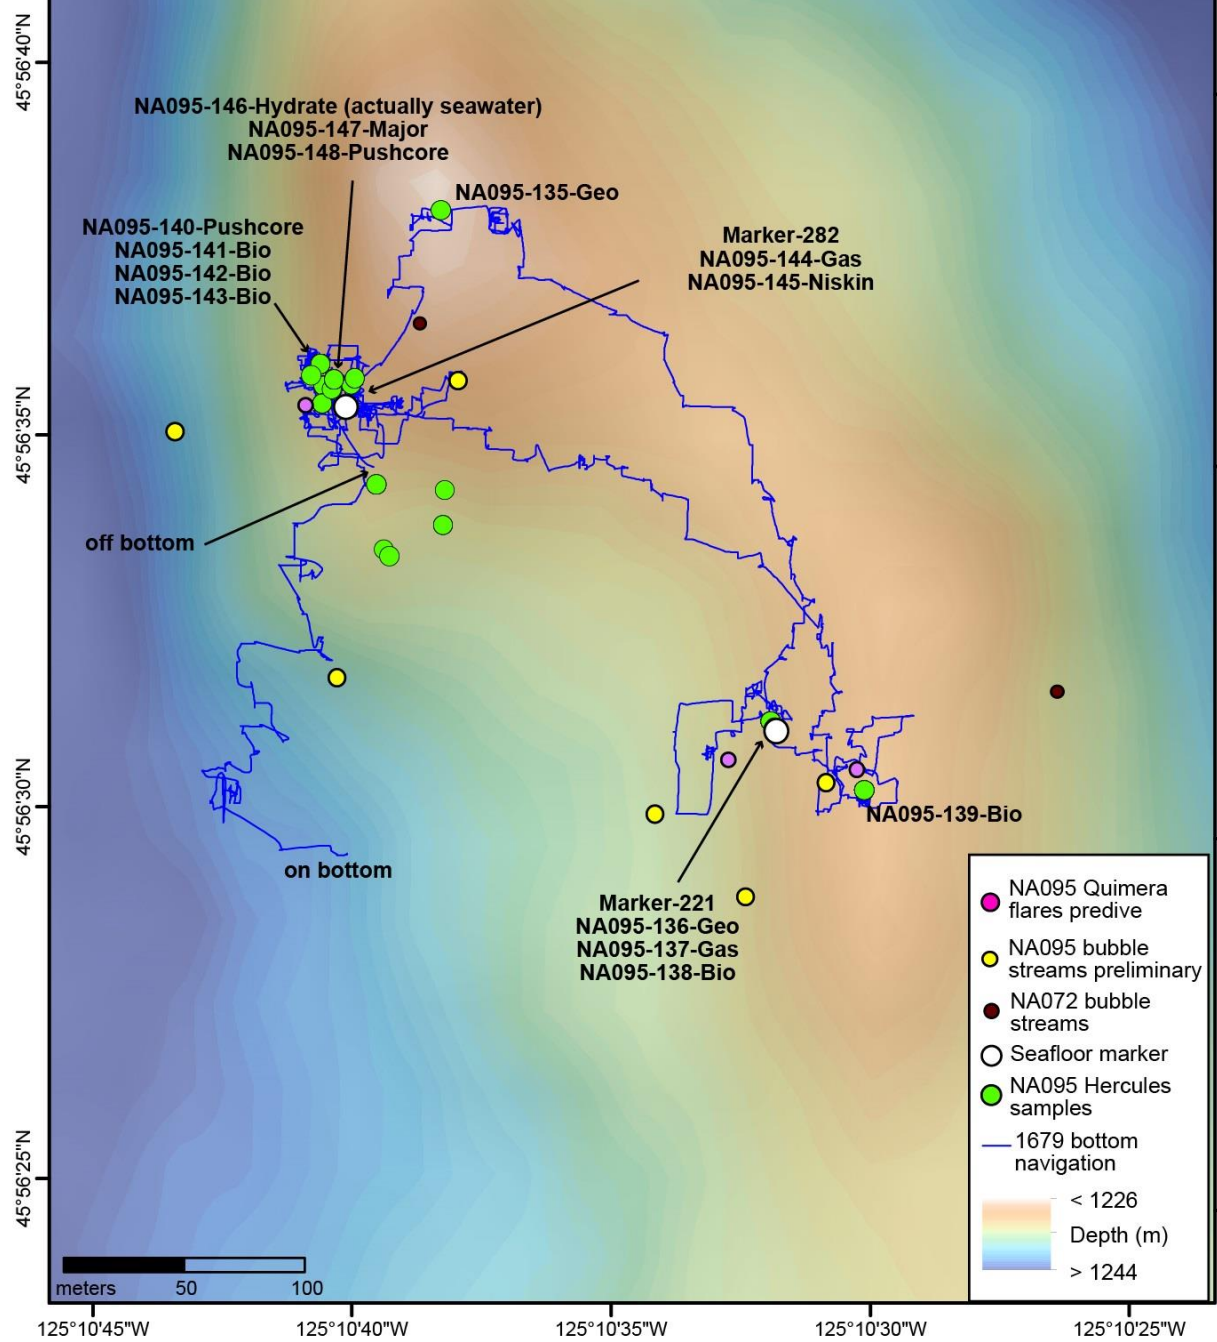 45°56'40"N
NA095-146-Hydrate (actually seawater)
NA095-147-Major
NA095-148-Pushcore
NA095-135-Geo
NA095-140-Pushcore
NA095-141-Bio
NA095-142-Bio
NA095-143-Bio
Marker-282
NA095-144-Gas
NA095-145-Niskin
45°56'35"N
off bottom
45°56'30"N
NA095-139-Bio
on bottom
Marker-221
NA095-136-Geo
NA095-137-Gas
NA095-138-Bio
NA095 Quimera
flares predive
NA095 bubble
streams preliminary
NA072 bubble
streams
Seafloor marker
NA095 Hercules
samples
1679 bottom
navigation
< 1226
Depth (m)
> 1244
45°56'25"N
meters 50 100
125°10'45"W 125°10'40"W 125°10'35"W 125°10'30"W 125°10'25"W